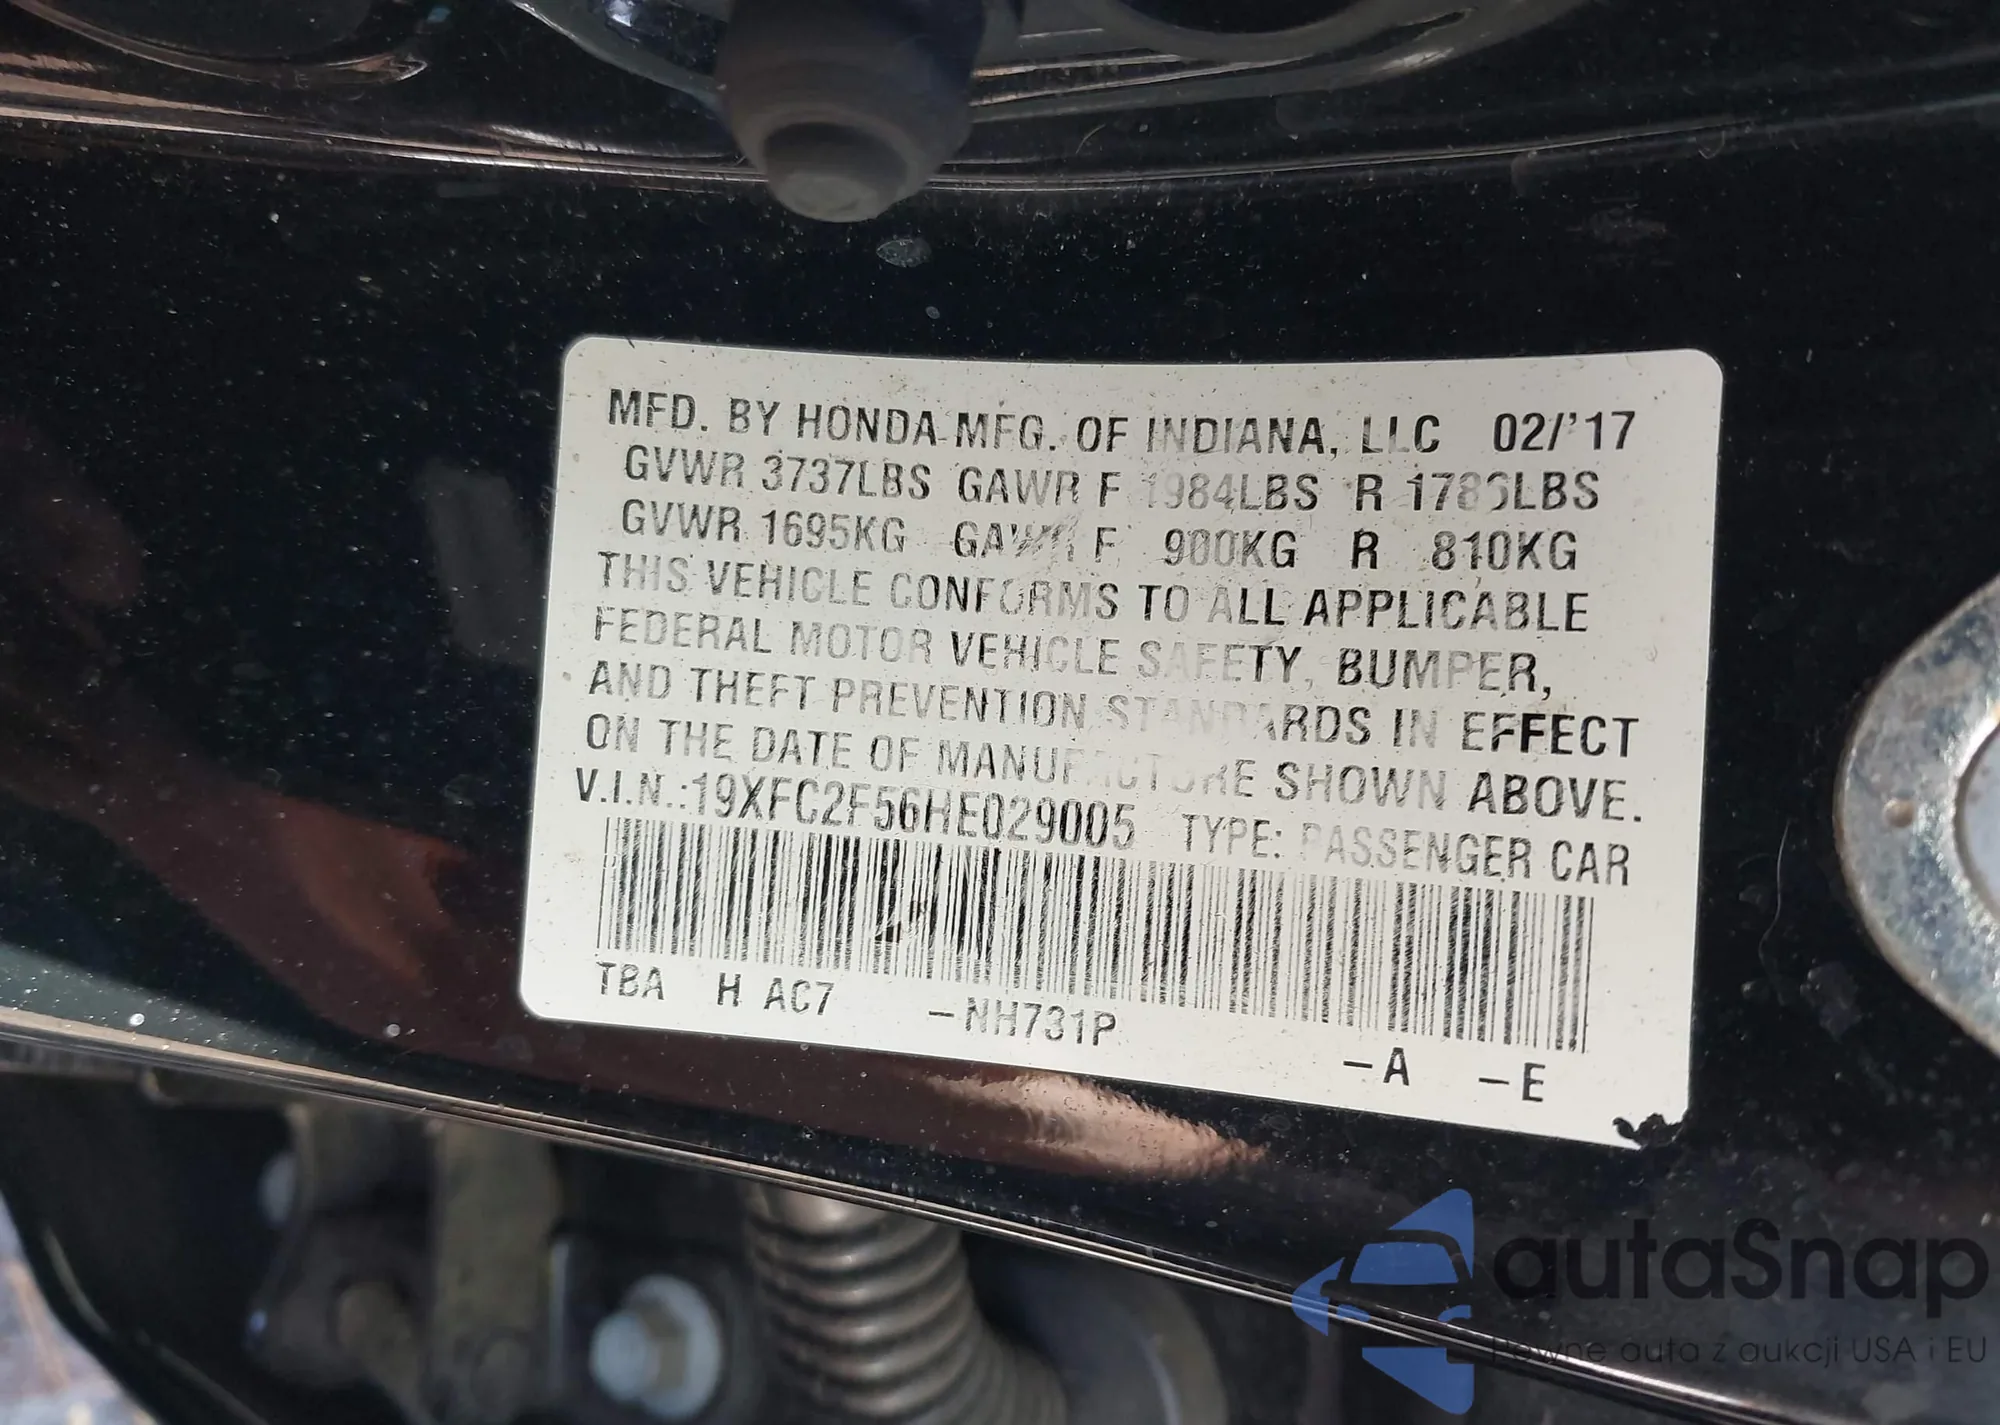 MFD. BY HONDA MFG. OF INDIANA, LLC 02/'17
GVWR 3737LBS GAWR F 1984LBS R 1786LBS
GVWR 1695KG GAWR F 900KG R 810KG
THIS VEHICLE CONFORMS TO ALL APPLICABLE
FEDERAL MOTOR VEHICLE SAFETY, BUMPER,
AND THEFT PREVENTION STANDARDS IN EFFECT
ON THE DATE OF MANUFACTURE SHOWN ABOVE.
V.I.N.:19XFC2F56HE029005 TYPE: PASSENGER CAR
TBA H AC7 -NH731P -A -E
autaSnap
Pewne auta z aukcji USA i EU